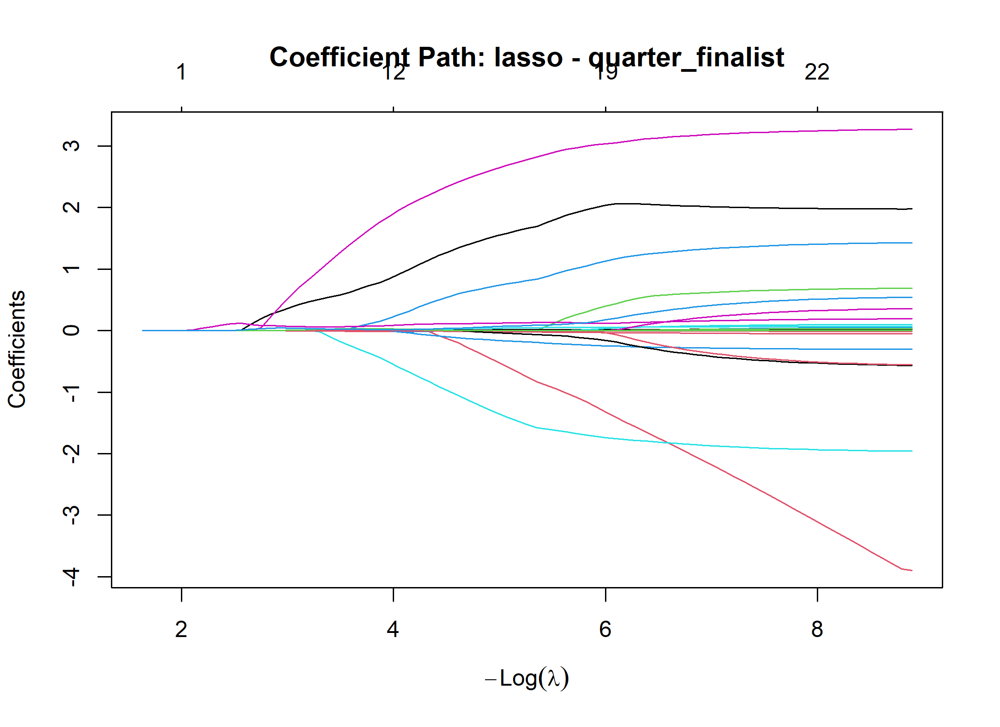 Coefficient Path: lasso - quarter_finalist
1 12 19 22
3
2
1
0
-1
-2
-3
-4
Coefficients
2 4 6 8
−Log(λ)